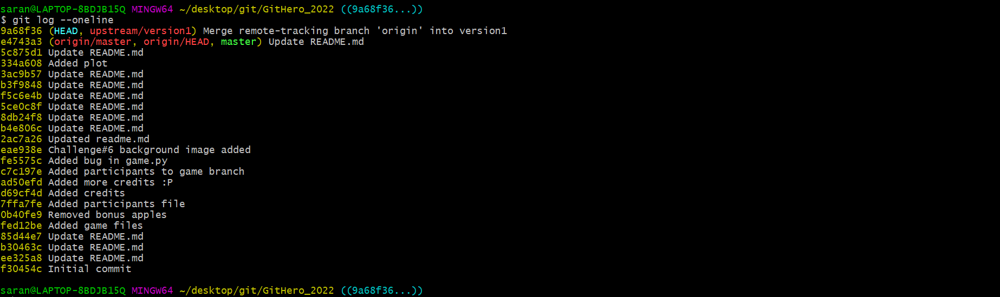 saran@LAPTOP-8BDJB15Q MINGW64 ~/desktop/git/GitHero_2022 ((9a68f36...))
$ git log --oneline
9a68f36 (HEAD, upstream/version1) Merge remote-tracking branch 'origin' into version1
e4743a3 (origin/master, origin/HEAD, master) Update README.md
5c875d1 Update README.md
334a608 Added plot
3ac9b57 Update README.md
b3f9848 Update README.md
f5c6e4b Update README.md
5ce0c8f Update README.md
8db24f8 Update README.md
b4e806c Update README.md
2ac7a26 Updated readme.md
eae938e Challenge#6 background image added
fe5575c Added bug in game.py
c7c197e Added participants to game branch
ad50efd Added more credits :P
d69cf4d Added credits
7ffa7fe Added participants file
0b40fe9 Removed bonus apples
fed12be Added game files
85d44e7 Update README.md
b30463c Update README.md
ee325a8 Update README.md
f30454c Initial commit
saran@LAPTOP-8BDJB15Q MINGW64 ~/desktop/git/GitHero_2022 ((9a68f36...))